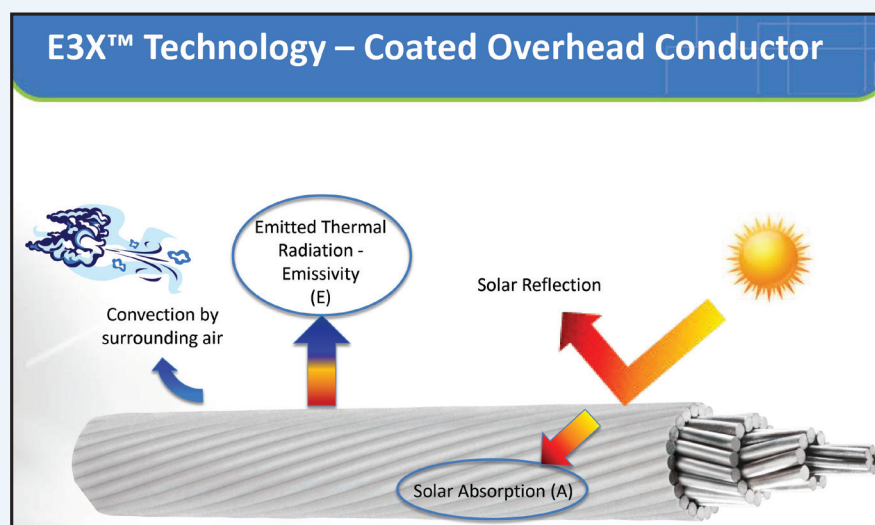 E3X™ Technology – Coated Overhead Conductor
Emitted Thermal
Radiation -
Emissivity
(E)
Convection by
surrounding air
Solar Reflection
Solar Absorption (A)